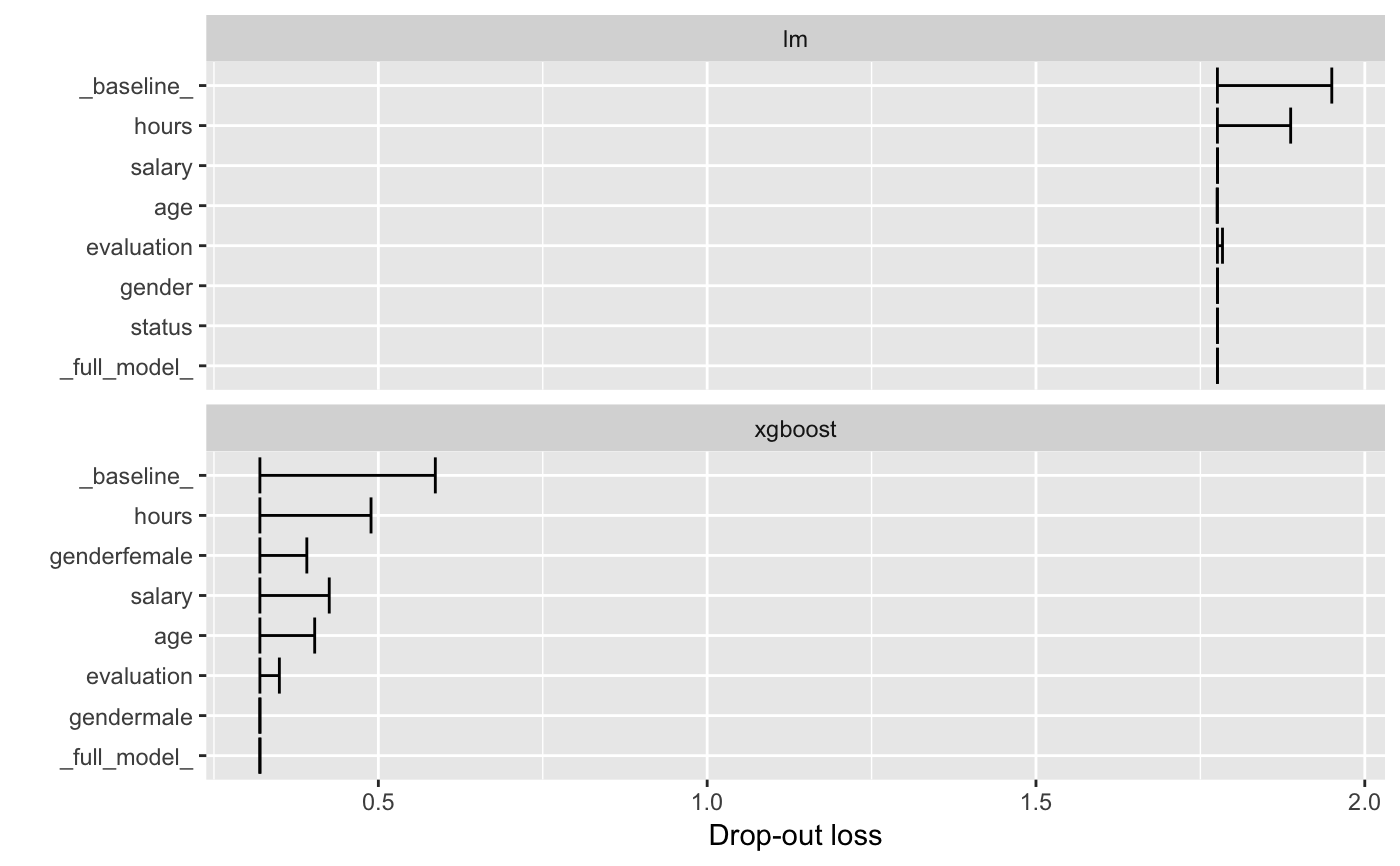 lm
_baseline_
hours
salary
age
evaluation
gender
status
_full_model_
xgboost
_baseline_
hours
genderfemale
salary
age
evaluation
gendermale
_full_model_
0.5 1.0 1.5 2.0
Drop-out loss